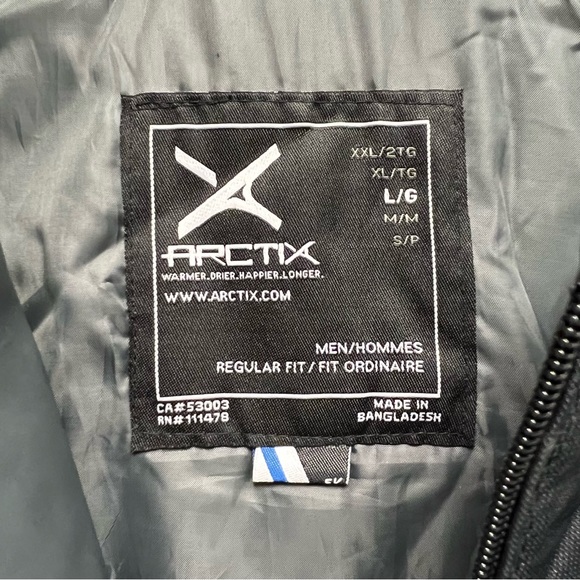 XXL/2TG
XL/TG
L/G
M/M
S/P
ARCTIX
WARMER.DRIER.HAPPIER.LONGER.
WWW.ARCTIX.COM
MEN/HOMMES
REGULAR FIT/FIT ORDINAIRE
CA#53003
RN#111478
MADE IN
BANGLADESH